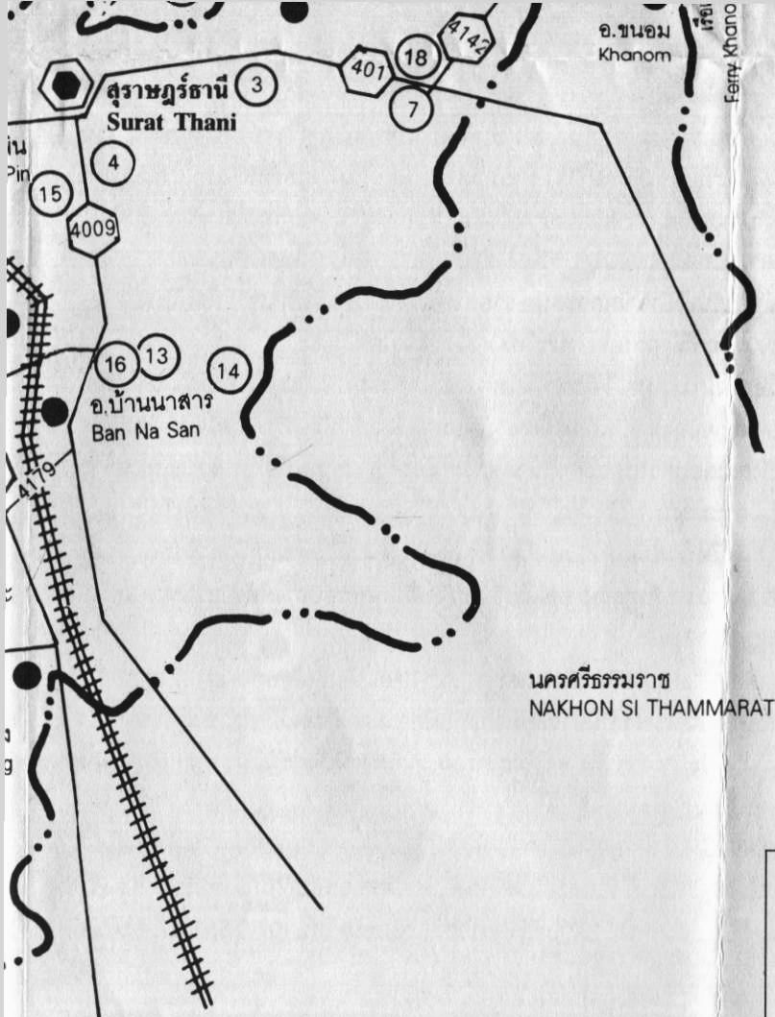 อ.ขนอม
Khanom
Ferry Khano
4142
18
401
7
3
สุราษฎร์ธานี
Surat Thani
4
Pin
15
4009
16
13
14
อ.บ้านนาสาร
Ban Na San
4119
นครศรีธรรมราช
NAKHON SI THAMMARAT